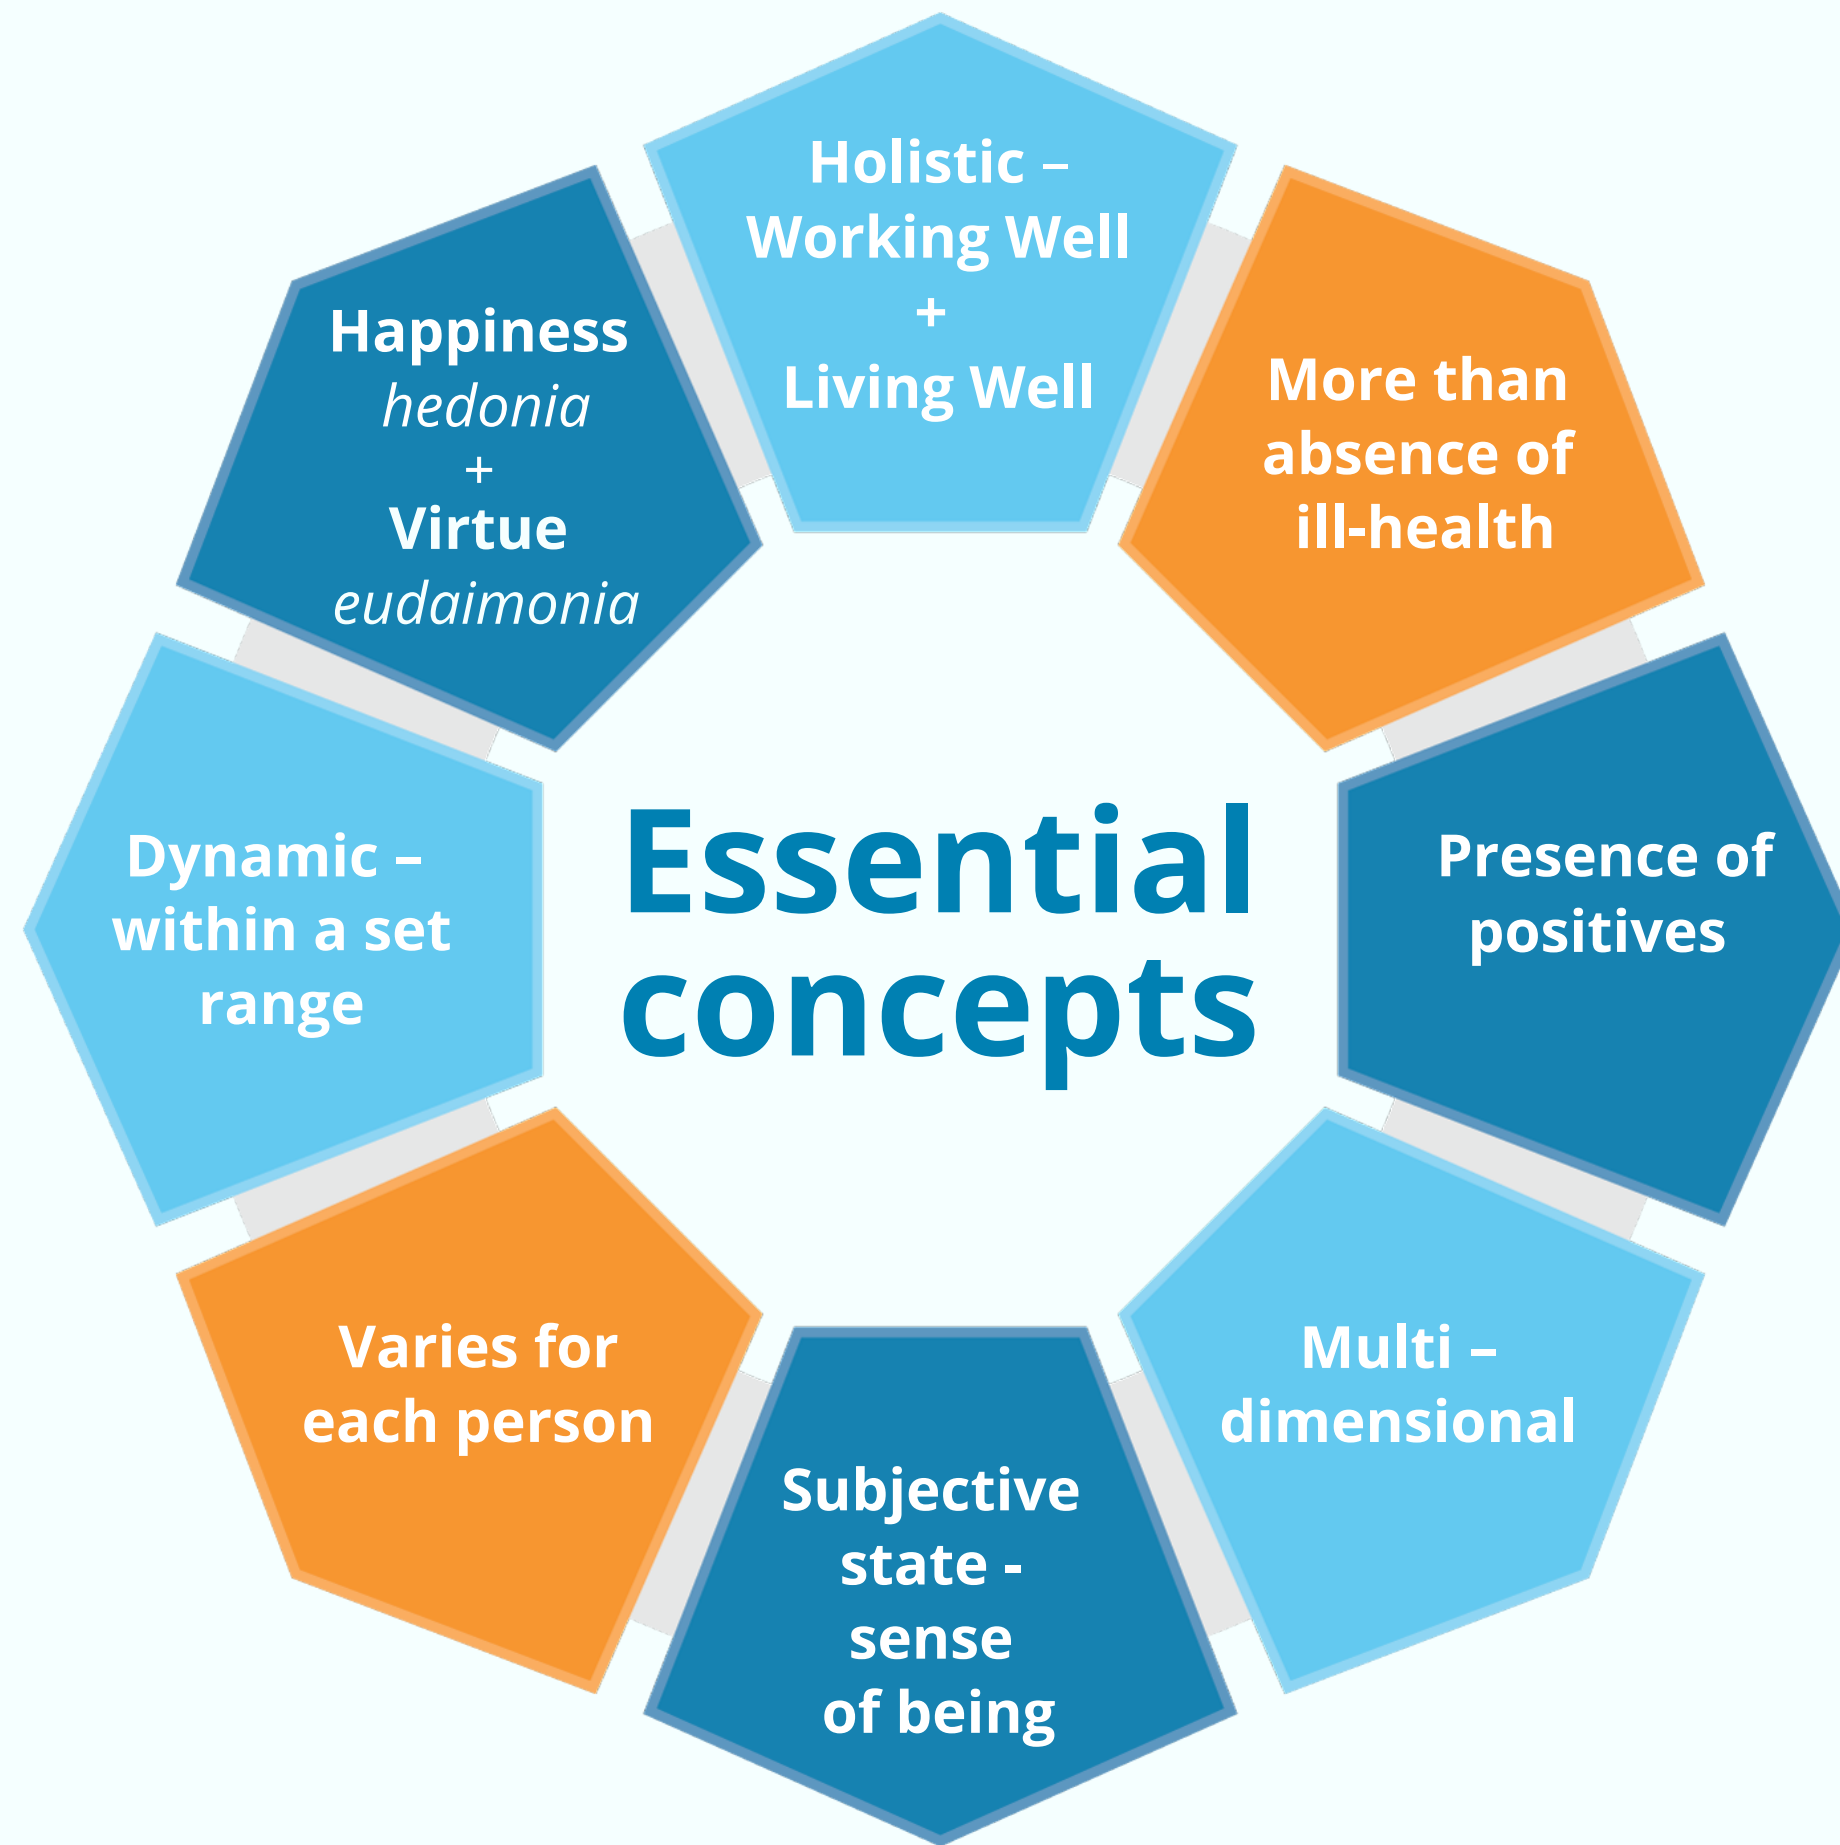 Holistic –
Working Well
+
Living Well
More than
absence of
ill-health
Presence of
positives
Multi –
dimensional
Subjective
state -
sense
of being
Varies for
each person
Dynamic –
within a set
range
Happiness
hedonia
+
Virtue
eudaimonia
Essential
concepts